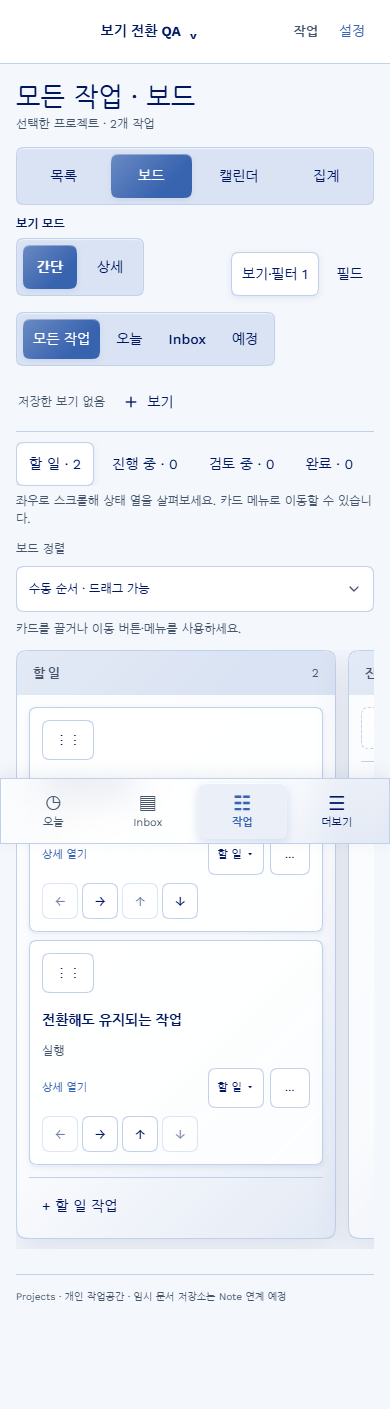 보기 전환 QA
작업 설정
모든 작업 · 보드
선택한 프로젝트 · 2개 작업
목록 보드 캘린더 집계
보기 모드
간단 상세
보기·필터 1 필드
모든 작업 오늘 Inbox 예정
저장한 보기 없음 + 보기
할 일 · 2 진행 중 · 0 검토 중 · 0 완료 · 0
좌우로 스크롤해 상태 열을 살펴보세요. 카드 메뉴로 이동할 수 있습니
다.
보드 정렬
수동 순서 · 드래그 가능
카드를 끌거나 이동 버튼·메뉴를 사용하세요.
할 일 2
오늘 Inbox 작업 더보기
상세 열기 할 일 ...
← → ↑ ↓
전환해도 유지되는 작업
실행
상세 열기 할 일 ...
← → ↑ ↓
+ 할 일 작업
Projects · 개인 작업공간 · 임시 문서 저장소는 Note 연계 예정